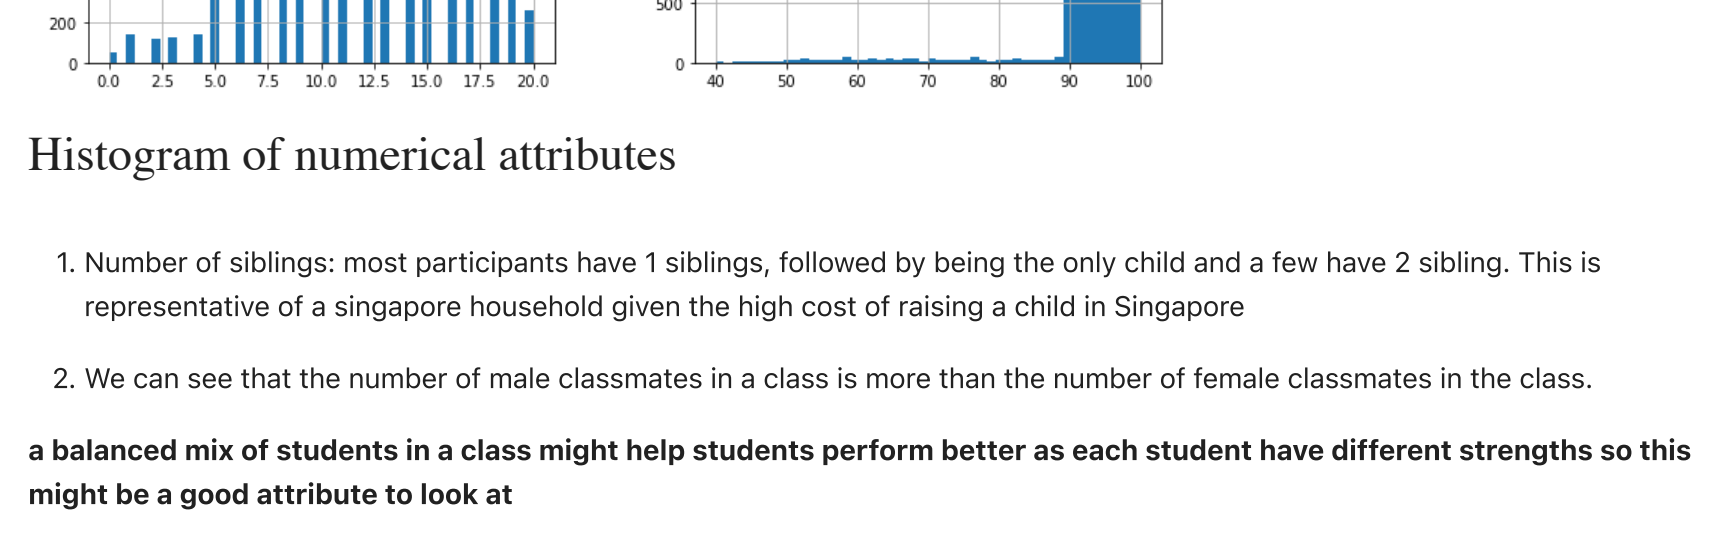 200
500
0
0
0.0 2.5 5.0 7.5 10.0 12.5 15.0 17.5 20.0
40 50 60 70 80 90 100
Histogram of numerical attributes
1. Number of siblings: most participants have 1 siblings, followed by being the only child and a few have 2 sibling. This is
representative of a singapore household given the high cost of raising a child in Singapore
2. We can see that the number of male classmates in a class is more than the number of female classmates in the class.
a balanced mix of students in a class might help students perform better as each student have different strengths so this
might be a good attribute to look at